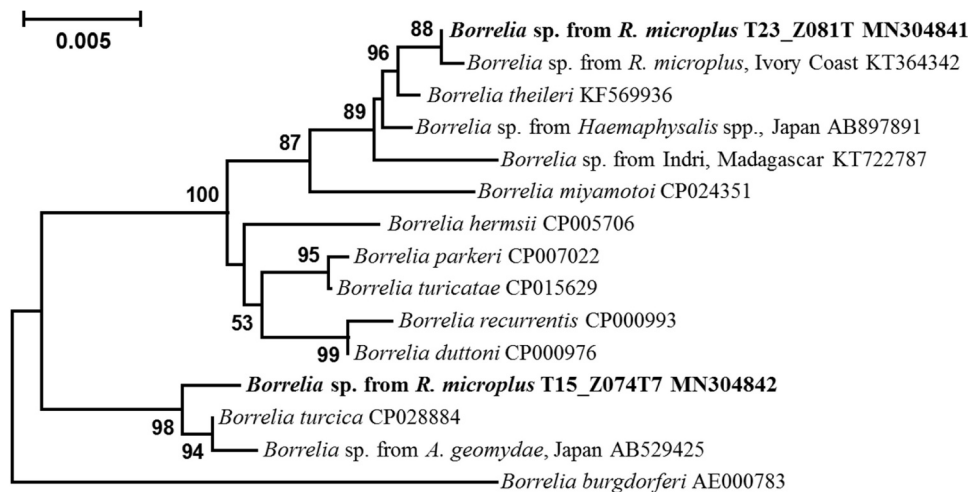 0.005
88
Borrelia sp. from R. microplus T23_Z081T MN304841
96
Borrelia sp. from R. microplus, Ivory Coast KT364342
Borrelia theileri KF569936
89
Borrelia sp. from Haemaphysalis spp., Japan AB897891
87
Borrelia sp. from Indri, Madagascar KT722787
100
Borrelia miyamotoi CP024351
Borrelia hermsii CP005706
95
Borrelia parkeri CP007022
Borrelia turicatae CP015629
53
Borrelia recurrentis CP000993
99
Borrelia duttoni CP000976
Borrelia sp. from R. microplus T15_Z074T7 MN304842
98
Borrelia turcica CP028884
94
Borrelia sp. from A. geomydae, Japan AB529425
Borrelia burgdorferi AE000783